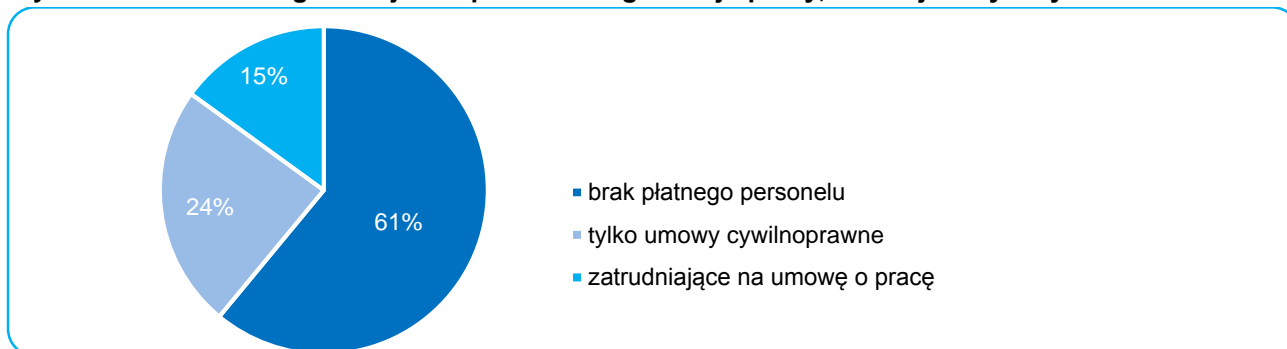 15%
24%
61%
brak płatnego personelu
tylko umowy cywilnoprawne
zatrudniające na umowę o pracę